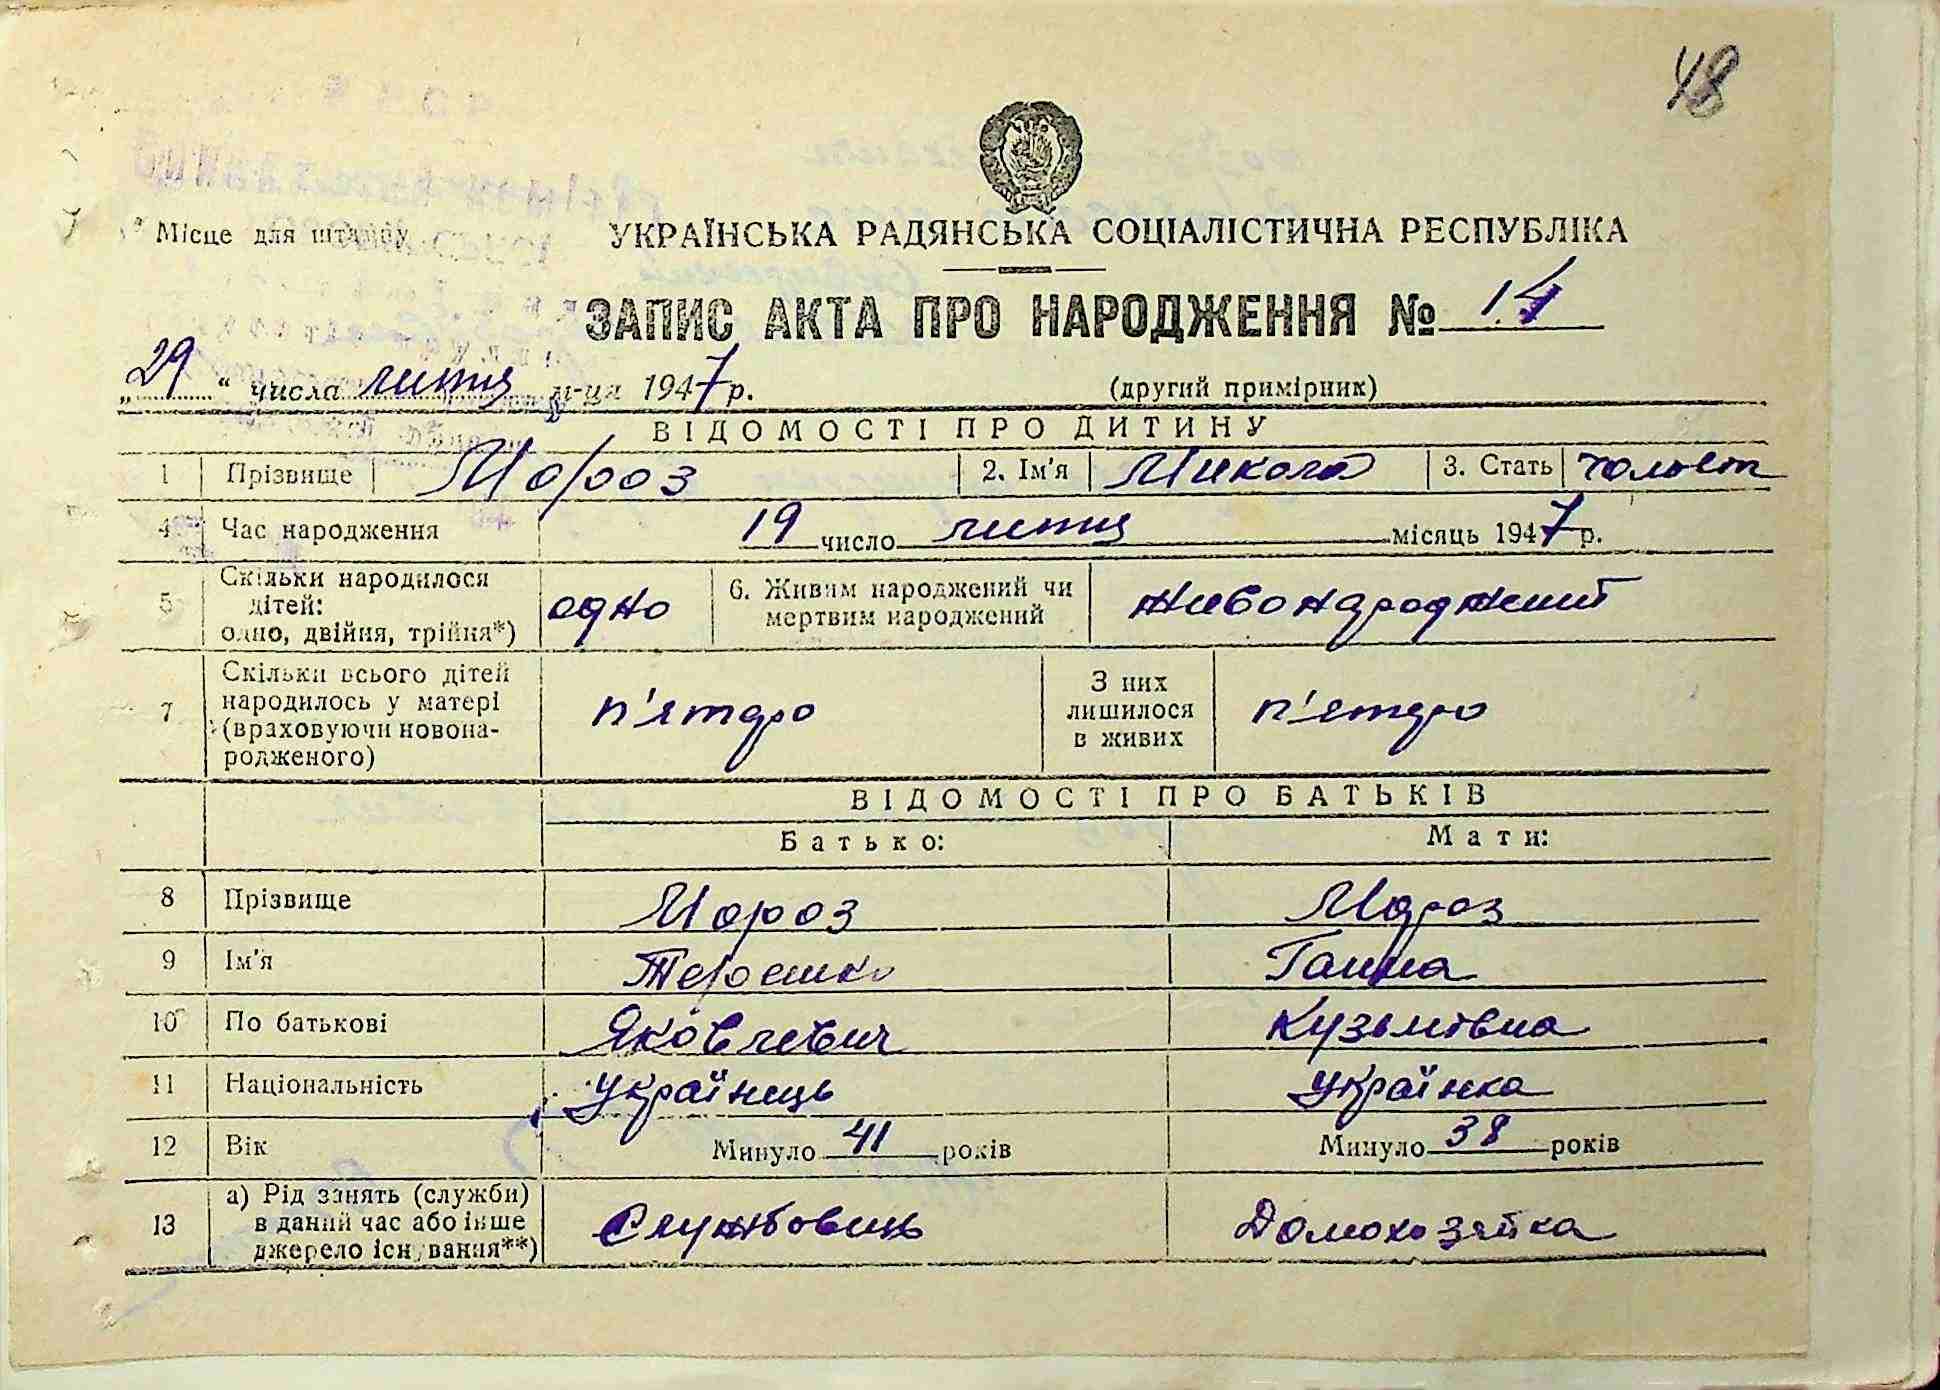 48
Місце для штампу
УКРАЇНСЬКА РАДЯНСЬКА СОЦІАЛІСТИЧНА РЕСПУБЛІКА
ЗАПИС АКТА ПРО НАРОДЖЕННЯ № 14
„29“ числа липня м-ця 1947 р. (другий примірник)
ВІДОМОСТІ ПРО ДИТИНУ
1 Прізвище Мороз 2. Ім'я Микола 3. Стать
4 Час народження 19 число липня місяць 1947 р.
5 Скільки народилося дітей: одно, двійня, трійня*) одно 6. Живим народжений чи мертвим народжений живонароджений
7 Скільки всього дітей народилось у матері (враховуючи новонародженого) п'ятеро З них лишилося в живих п'ятеро
ВІДОМОСТІ ПРО БАТЬКІВ
Батько: Мати:
8 Прізвище Мороз Мороз
9 Ім'я Терешко Ганна
10 По батькові Яковлевич Кузьмівна
11 Національність Українець Українка
12 Вік Минуло 41 років Минуло 38 років
13 а) Рід занять (служби) в даний час або інше джерело існування**) Службовець Домохозяйка